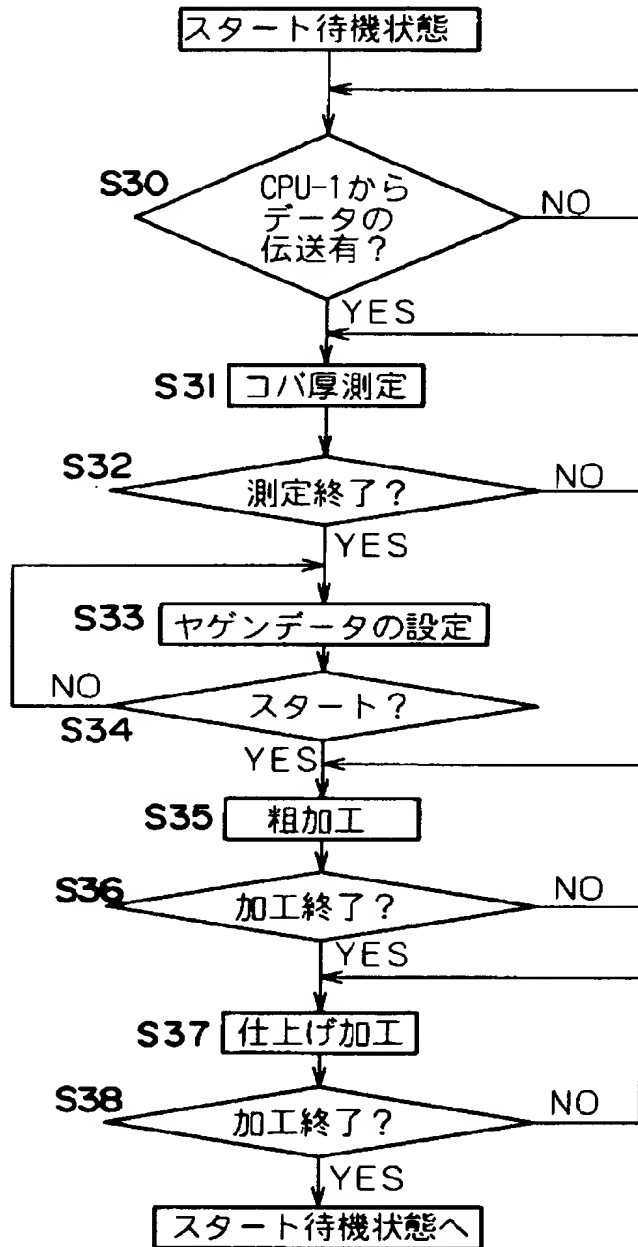 スタート待機状態
S30
CPU-1から
データの
伝送有?
NO
YES
S31
コバ厚測定
S32
測定終了?
NO
YES
S33
ヤゲンデータの設定
NO
スタート?
S34
YES
S35
粗加工
S36
加工終了?
NO
YES
S37
仕上げ加工
S38
加工終了?
NO
YES
スタート待機状態へ